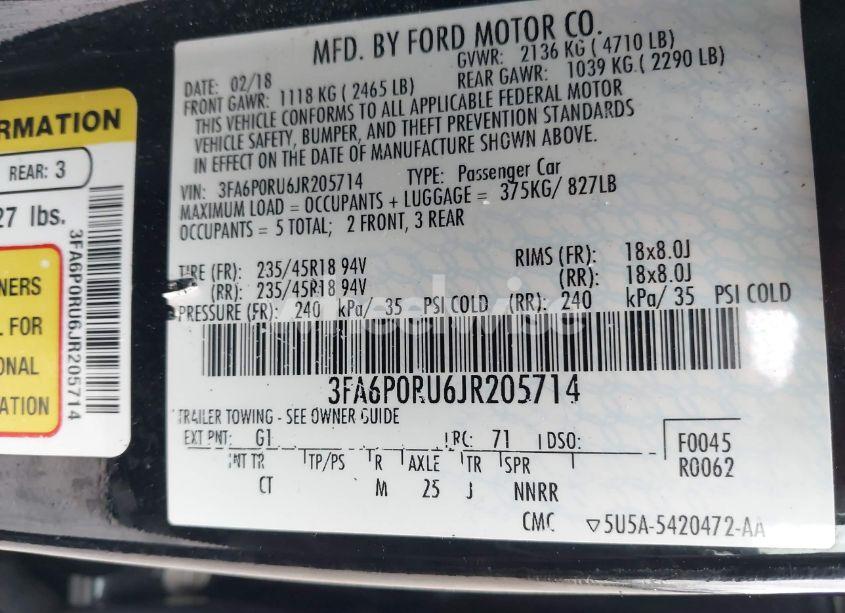 MFD. BY FORD MOTOR CO.
DATE: 02/18 GVWR: 2136 KG ( 4710 LB)
FRONT GAWR: 1118 KG ( 2465 LB) REAR GAWR: 1039 KG ( 2290 LB)
THIS VEHICLE CONFORMS TO ALL APPLICABLE FEDERAL MOTOR
VEHICLE SAFETY, BUMPER, AND THEFT PREVENTION STANDARDS
IN EFFECT ON THE DATE OF MANUFACTURE SHOWN ABOVE.
VIN: 3FA6P0RU6JR205714 TYPE: Passenger Car
MAXIMUM LOAD = OCCUPANTS + LUGGAGE = 375KG/ 827LB
OCCUPANTS = 5 TOTAL; 2 FRONT, 3 REAR
TIRE (FR): 235/45R18 94V RIMS (FR): 18x8.0J
(RR): 235/45R18 94V (RR): 18x8.0J
PRESSURE (FR): 240 kPa/ 35 PSI COLD (RR): 240 kPa/ 35 PSI COLD
3FA6P0RU6JR205714
TRAILER TOWING - SEE OWNER GUIDE
EXT PNT: G1 RC: 71 DSO: F0045
INT TR TP/PS R AXLE TR SPR R0062
CT M 25 J NNRR
CMC ▽5U5A-5420472-AA
RMATION
REAR: 3
27 lbs.
NERS
L FOR
ONAL
ATION
3FA6P0RU6JR205714